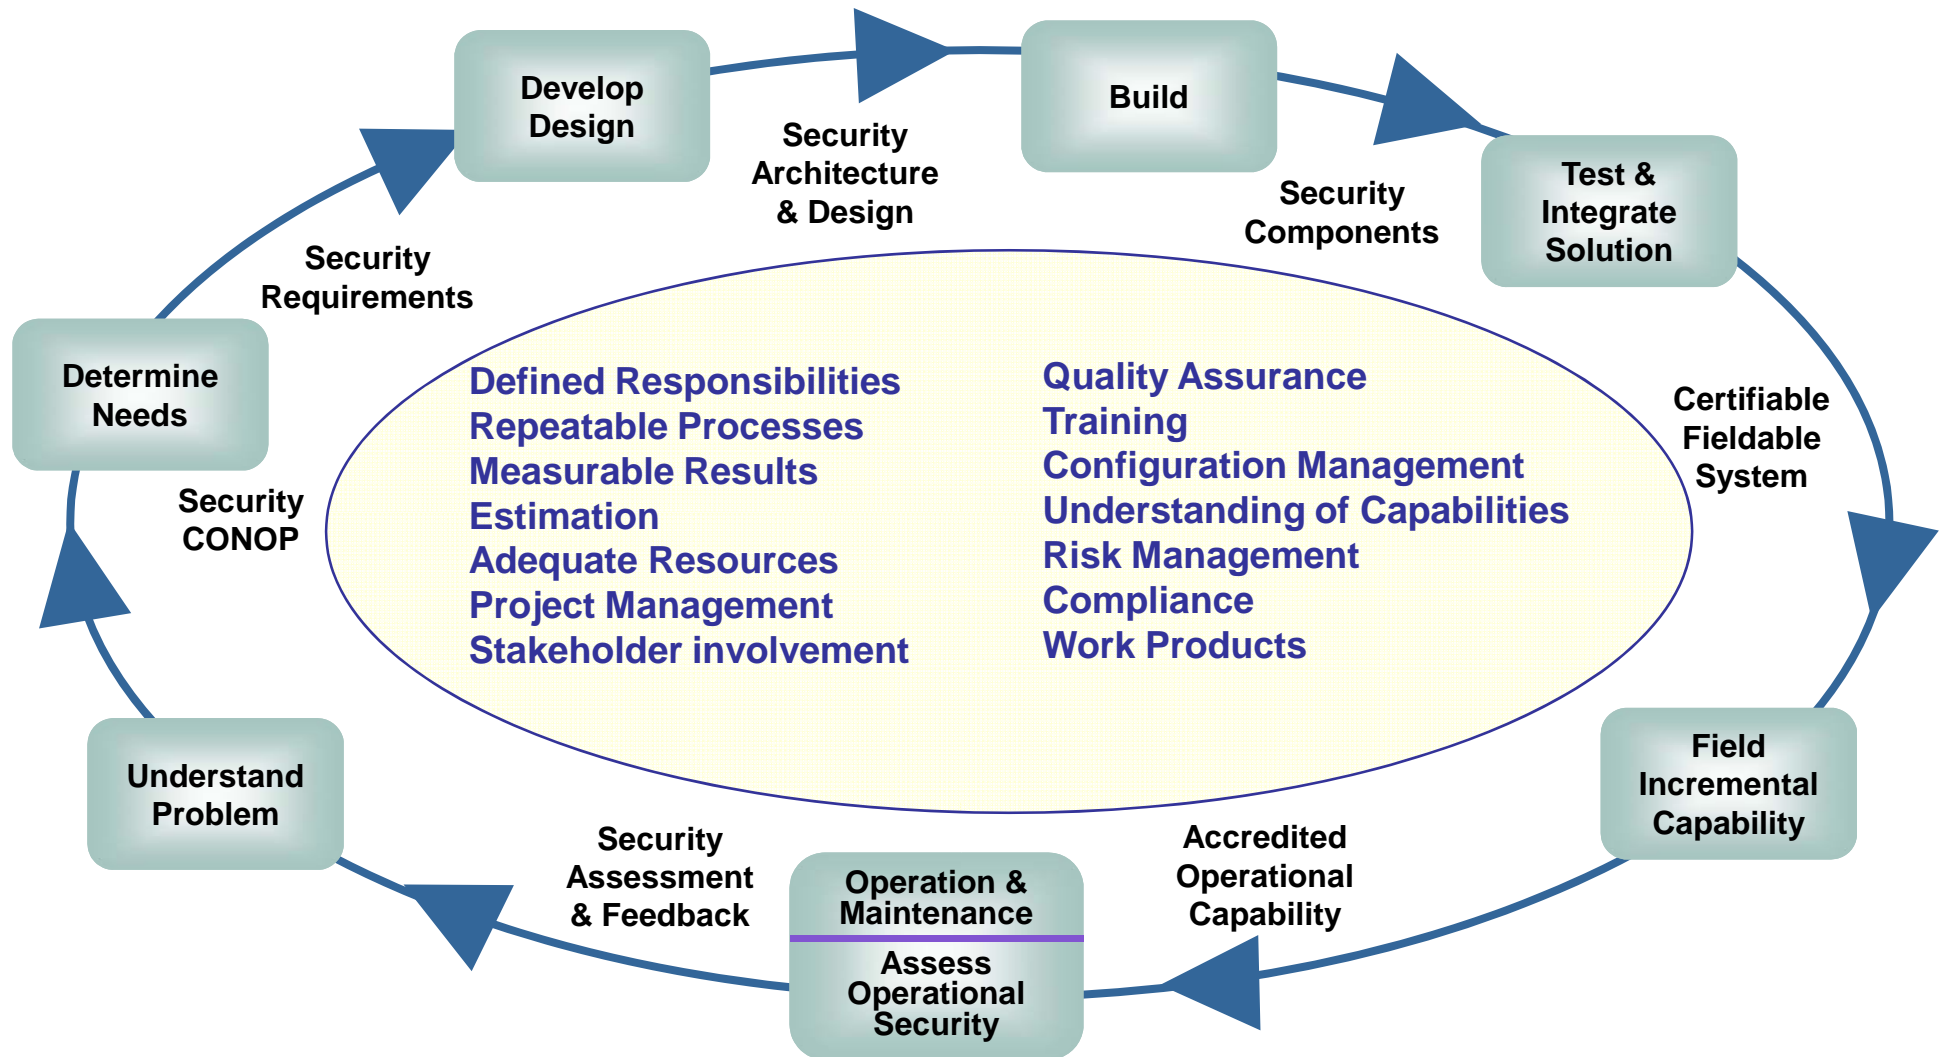 Develop
Design
Build
Test &
Integrate
Solution
Security
Architecture
& Design
Security
Components
Security
Requirements
Determine
Needs
Certifiable
Fieldable
System
Security
CONOP
Defined Responsibilities
Repeatable Processes
Measurable Results
Estimation
Adequate Resources
Project Management
Stakeholder involvement
Quality Assurance
Training
Configuration Management
Understanding of Capabilities
Risk Management
Compliance
Work Products
Understand
Problem
Field
Incremental
Capability
Security
Assessment
& Feedback
Operation &
Maintenance
Assess
Operational
Security
Accredited
Operational
Capability